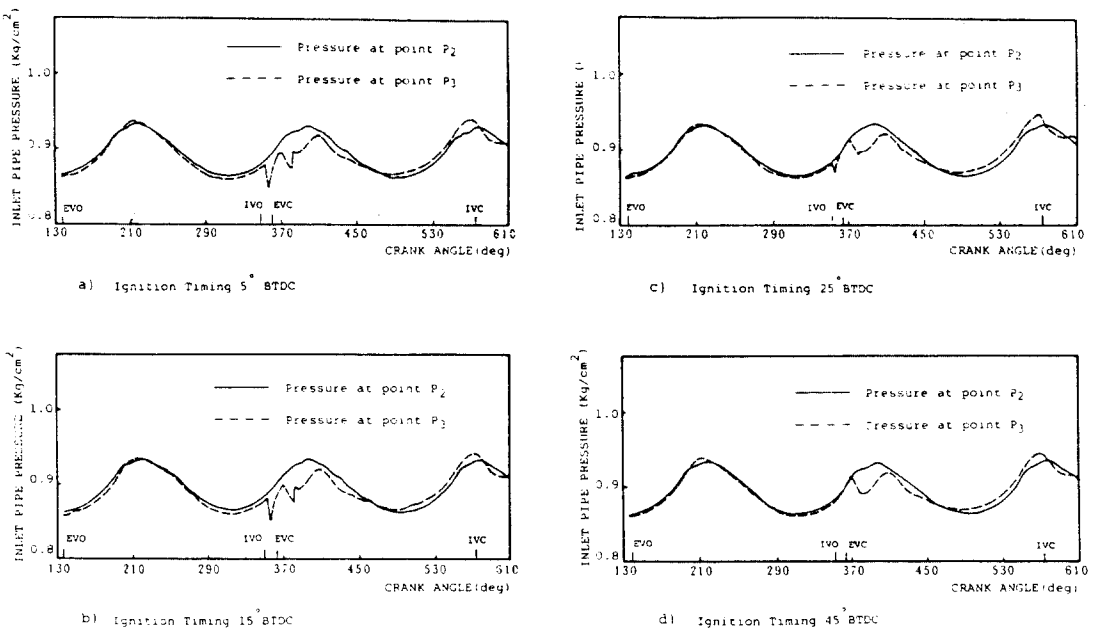 INLET PIPE PRESSURE (Kg/cm²)
Pressure at point P2
Pressure at point P3
1.0
0.9
0.8
EVO
IVO
EVC
IVC
130 210 290 370 450 530 610
CRANK ANGLE(deg)
a) Ignition Timing 5° BTDC
INLET PIPE PRESSURE (
Pressure at point P2
Pressure at point P3
1.0
0.9
0.8
EVO
IVO
EVC
IVC
130 210 290 370 450 530 610
CRANK ANGLE(deg)
c) Ignition Timing 25°BTDC
INLET PIPE PRESSURE (Kg/cm²)
Pressure at point P2
Pressure at point P3
1.0
0.9
0.8
EVO
IVO
EVC
IVC
130 210 290 370 450 530 610
CRANK ANGLE(deg)
b) Ignition Timing 15°BTDC
INLET PIPE PRESSURE (Kg/cm²)
Pressure at point P2
Pressure at point P3
1.0
0.9
0.8
EVO
IVO
EVC
IVC
130 210 290 370 450 530 610
CRANK ANGLE(deg)
d) Ignition Timing 45°BTDC